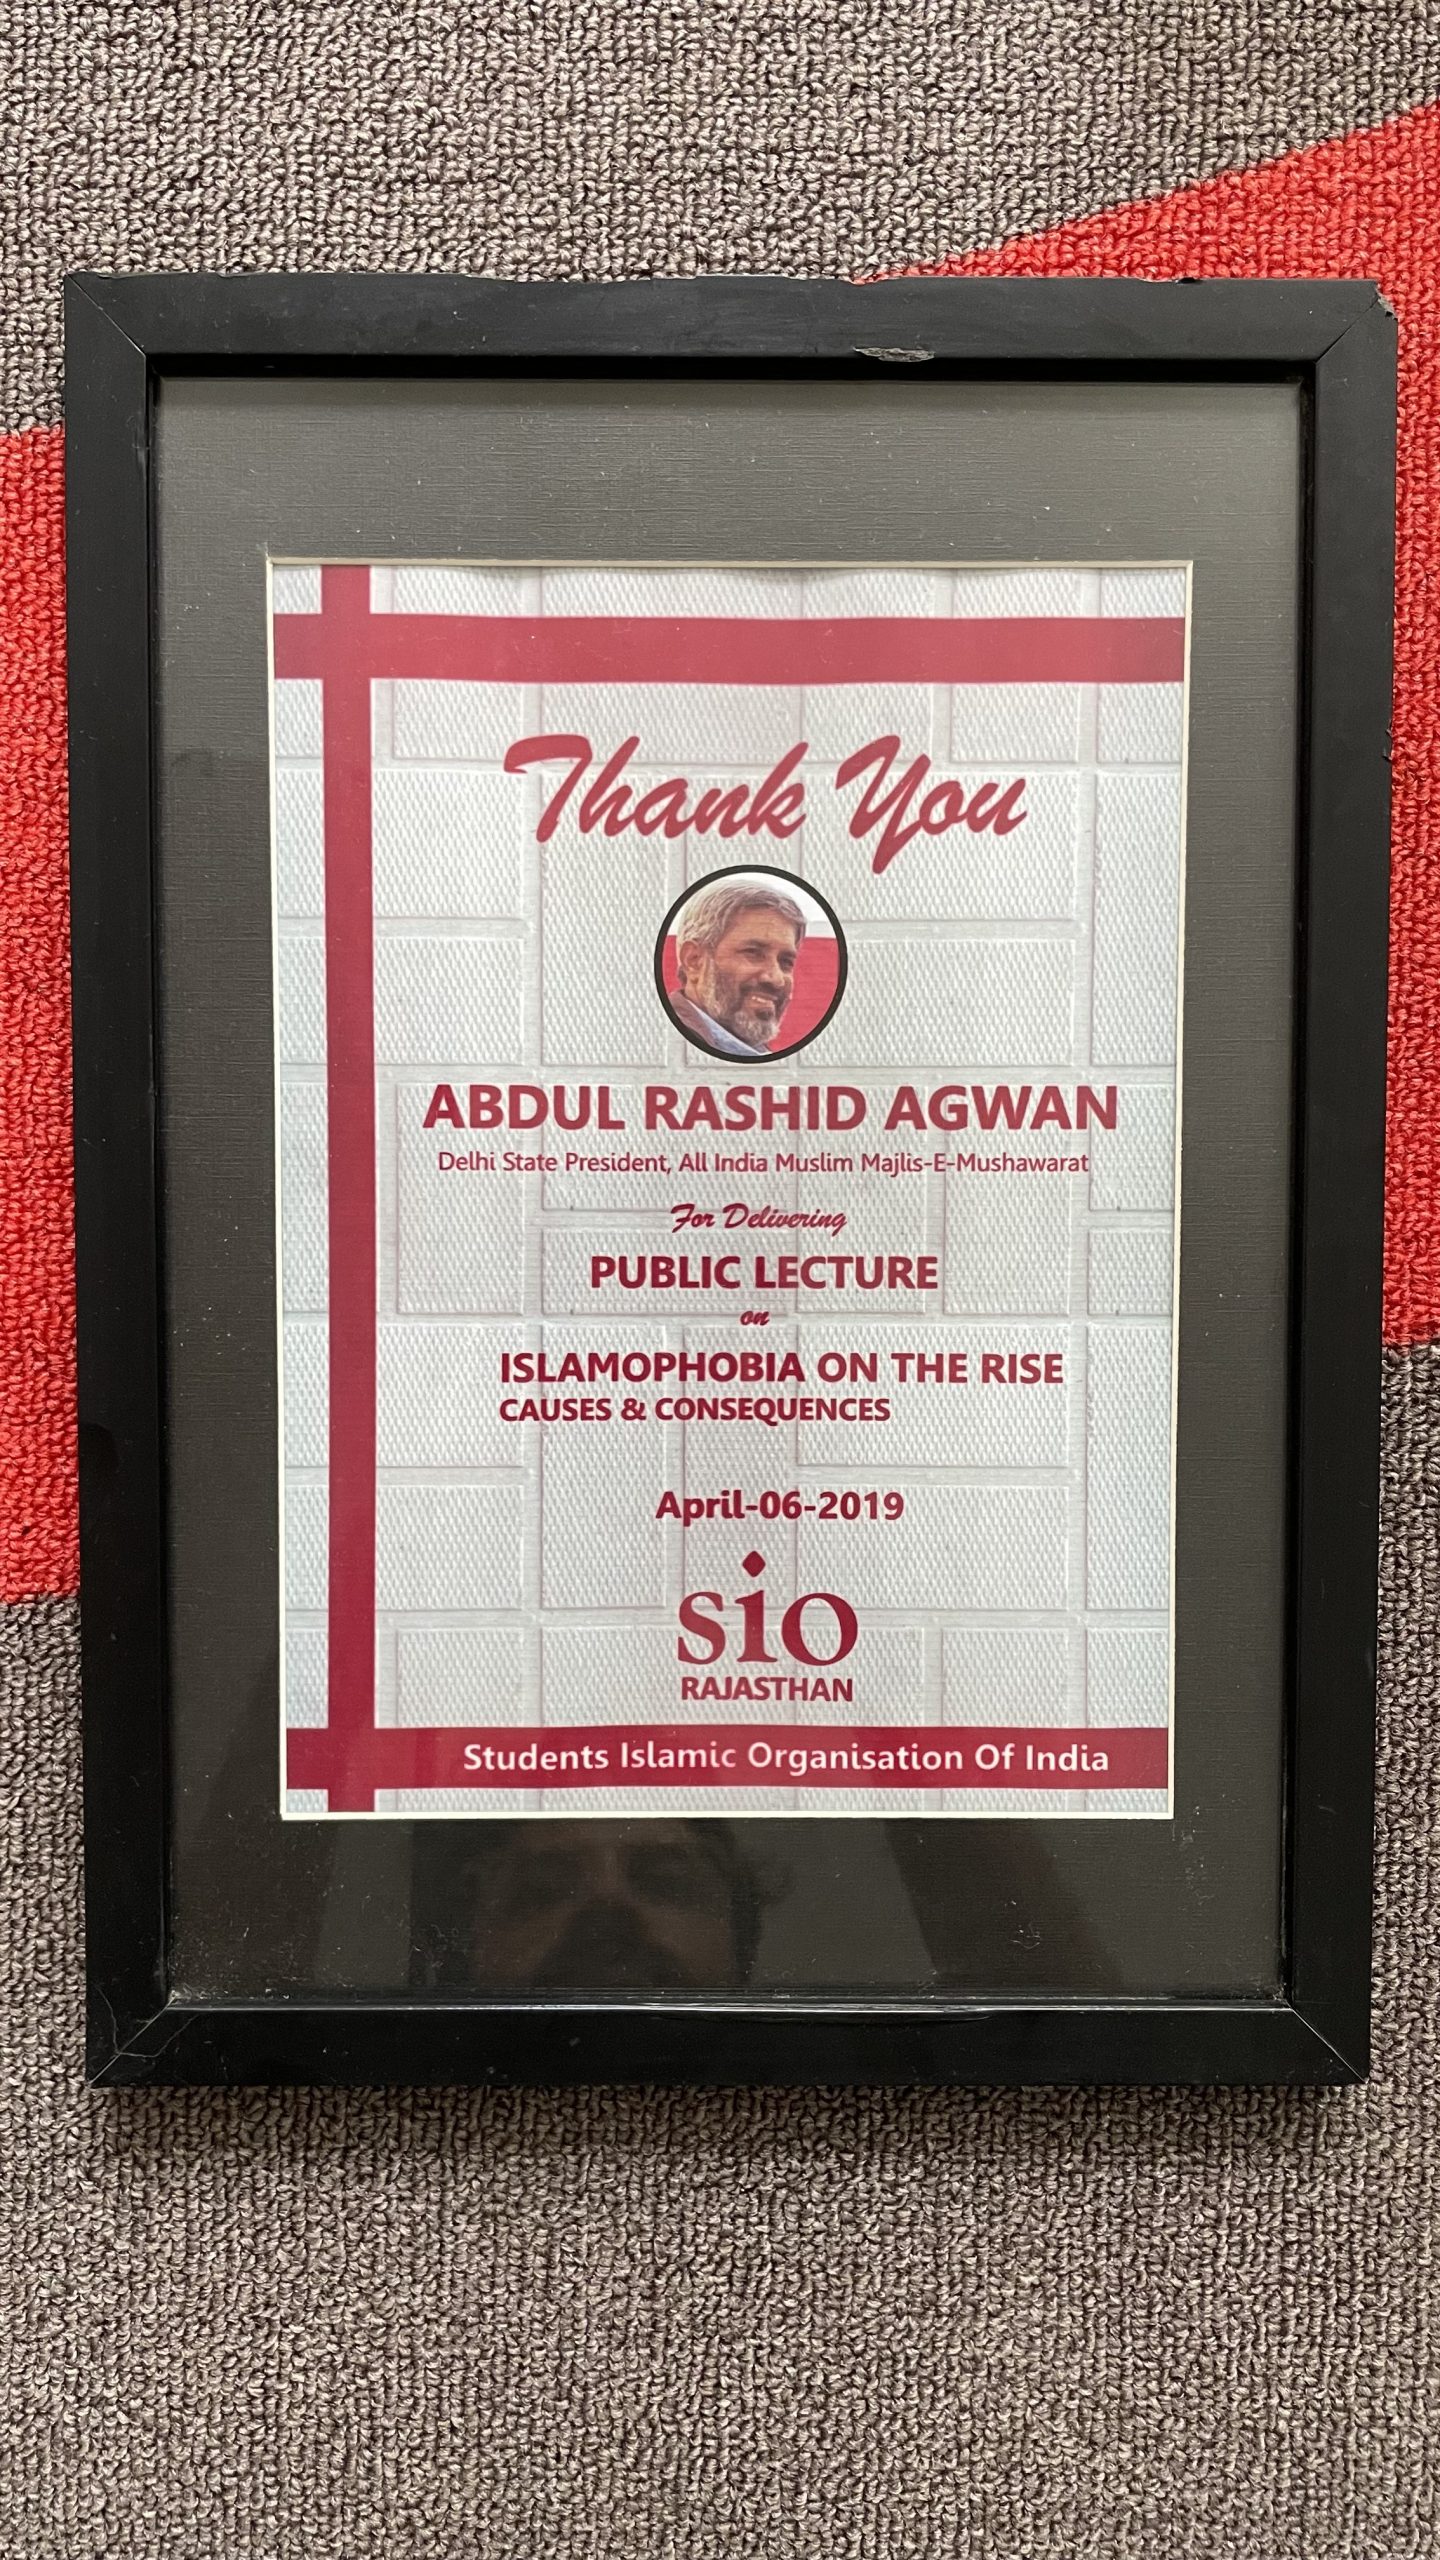 Thank You
ABDUL RASHID AGWAN
Delhi State President, All India Muslim Majlis-E-Mushawarat
For Delivering
PUBLIC LECTURE
on
ISLAMOPHOBIA ON THE RISE
CAUSES & CONSEQUENCES
April-06-2019
sio
RAJASTHAN
Students Islamic Organisation Of India